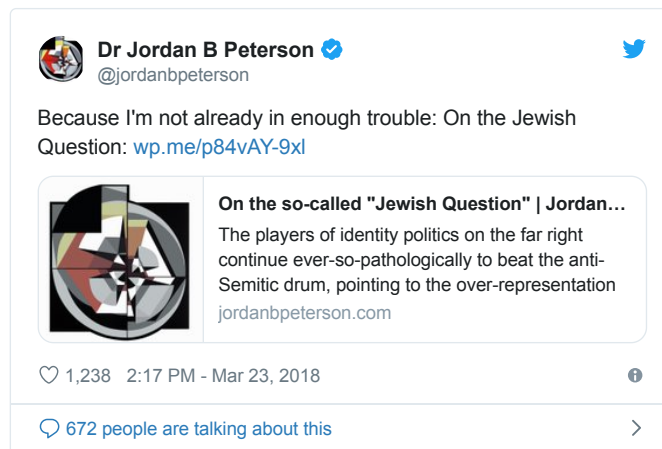 Dr Jordan B Peterson
@jordanbpeterson
Because I'm not already in enough trouble: On the Jewish
Question: wp.me/p84vAY-9xl
On the so-called "Jewish Question" | Jordan…
The players of identity politics on the far right
continue ever-so-pathologically to beat the anti-
Semitic drum, pointing to the over-representation
jordanbpeterson.com
1,238 2:17 PM - Mar 23, 2018
672 people are talking about this